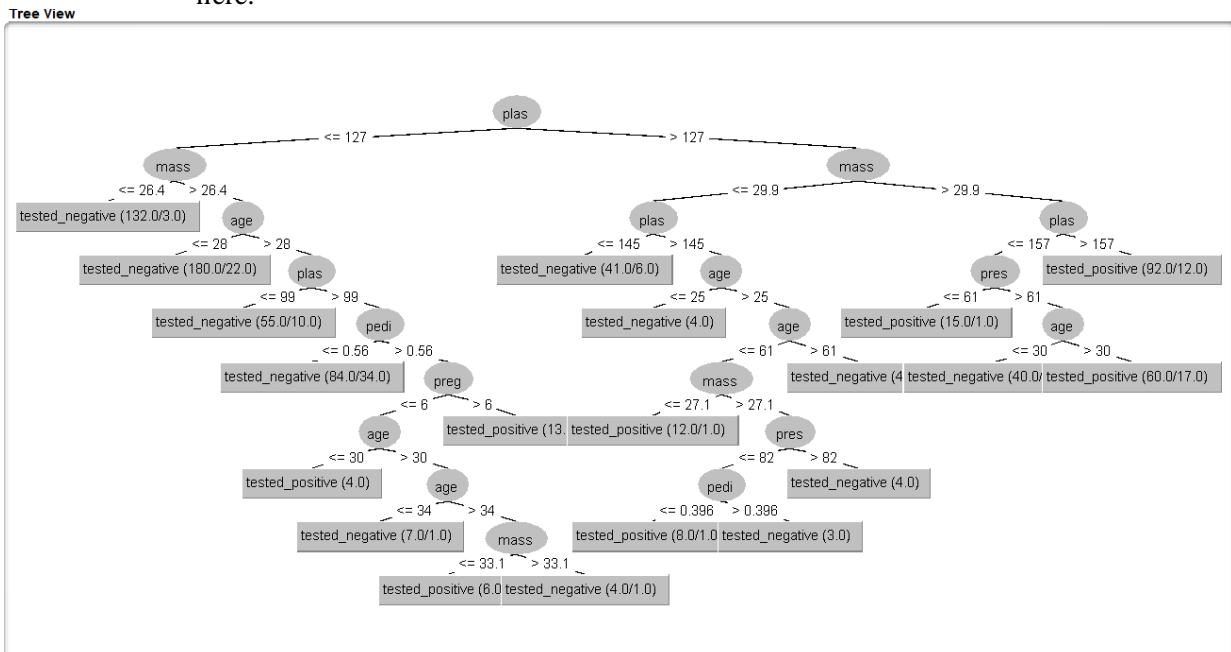 here.
Tree View
plas
<= 127 > 127
mass mass
<= 26.4 > 26.4 <= 29.9 > 29.9
tested_negative (132.0/3.0) age plas plas
<= 28 > 28 <= 145 > 145 <= 157 > 157
tested_negative (180.0/22.0) plas tested_negative (41.0/6.0) age pres tested_positive (92.0/12.0)
<= 99 > 99 <= 25 > 25 <= 61 > 61
tested_negative (55.0/10.0) pedi tested_negative (4.0) age tested_positive (15.0/1.0) age
<= 0.56 > 0.56 <= 61 > 61 <= 30 > 30
tested_negative (84.0/34.0) preg mass tested_negative (4 tested_negative (40.0/ tested_positive (60.0/17.0)
<= 6 > 6 <= 27.1 > 27.1
age tested_positive (13. tested_positive (12.0/1.0) pres
<= 30 > 30 <= 82 > 82
tested_positive (4.0) age pedi tested_negative (4.0)
<= 34 > 34 <= 0.396 > 0.396
tested_negative (7.0/1.0) mass tested_positive (8.0/1.0 tested_negative (3.0)
<= 33.1 > 33.1
tested_positive (6.0 tested_negative (4.0/1.0)